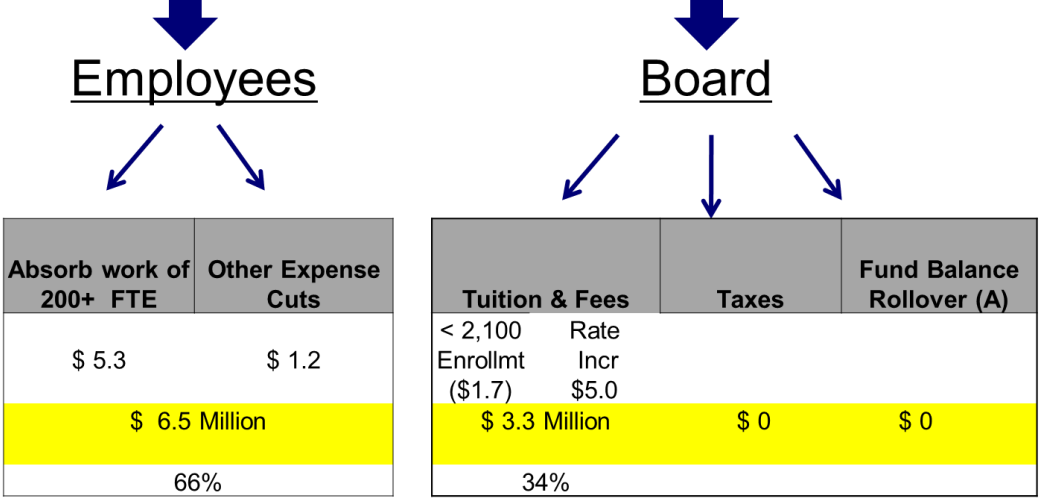 Employees
Board
Absorb work of
200+ FTE
Other Expense
Cuts
Tuition & Fees
Taxes
Fund Balance
Rollover (A)
$ 5.3
$ 1.2
< 2,100
Enrollmt
($1.7)
Rate
Incr
$5.0
$ 6.5 Million
$ 3.3 Million
$ 0
$ 0
66%
34%